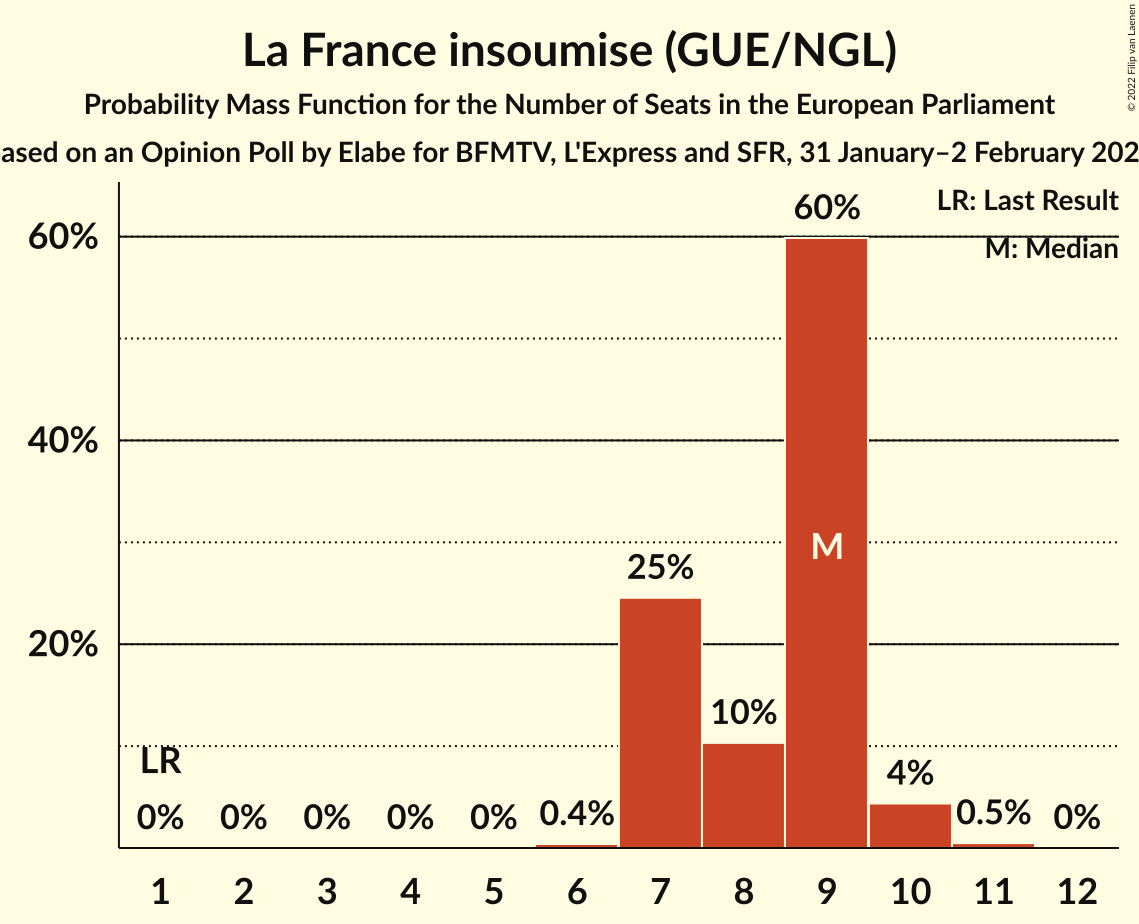 La France insoumise (GUE/NGL)
Probability Mass Function for the Number of Seats in the European Parliament
ased on an Opinion Poll by Elabe for BFMTV, L'Express and SFR, 31 January–2 February 202
© 2022 Filip van Laenen
LR: Last Result
M: Median
60%
40%
20%
LR
0%
0%
0%
0%
0%
0.4%
25%
10%
60%
M
4%
0.5%
0%
1 2 3 4 5 6 7 8 9 10 11 12